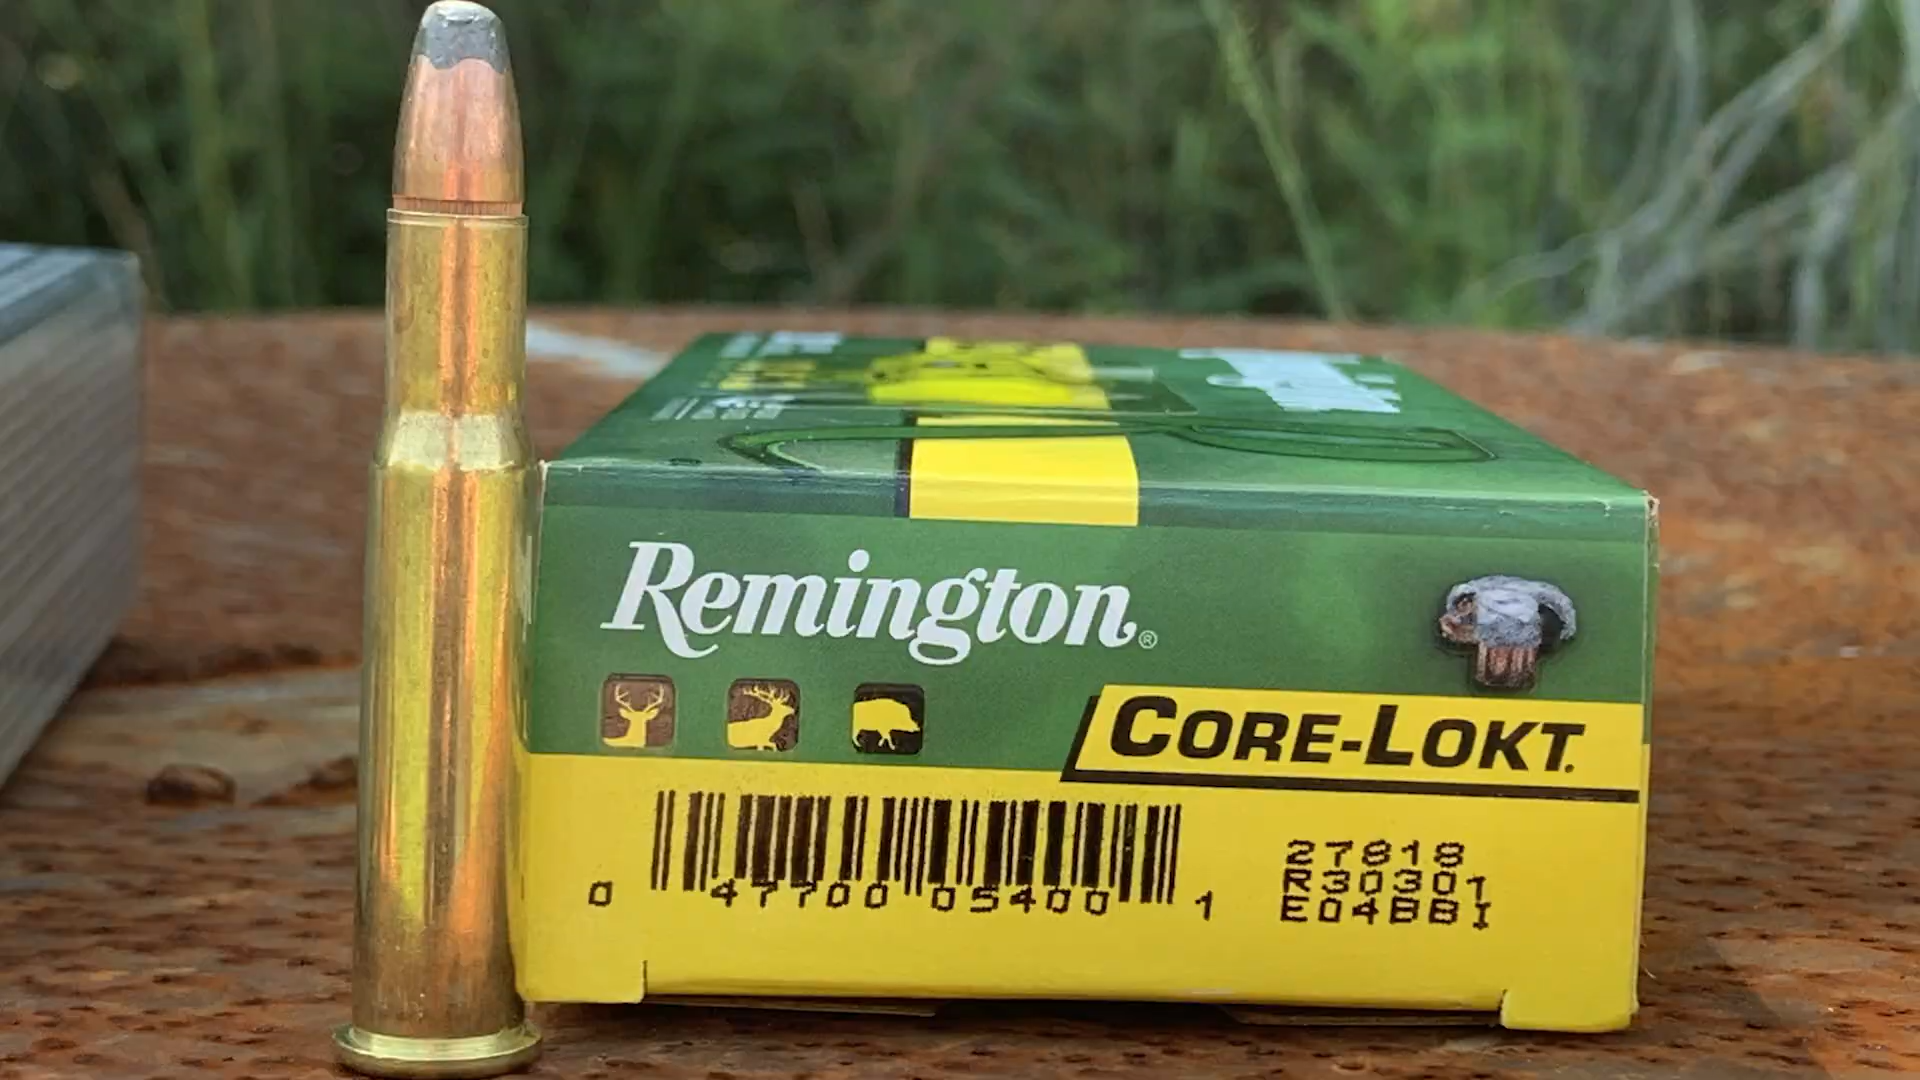 Remington®
CORE-LOKT.
0 47700 05400 1
27818
R30301
E04BBI